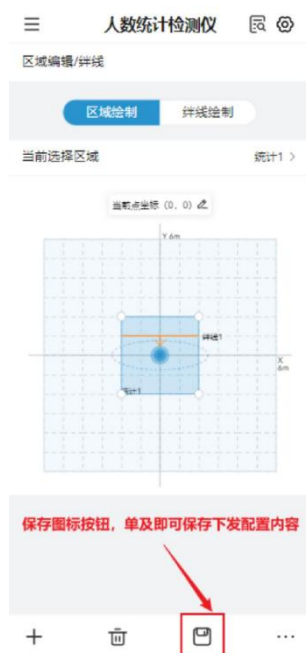 人数统计检测仪
区域编辑/绊线
区域绘制 绊线绘制
当前选择区域 统计1 >
当前点坐标 (0, 0)
Y 6m
绊线1
X
6m
统计1
保存图标按钮，单及即可保存下发配置内容